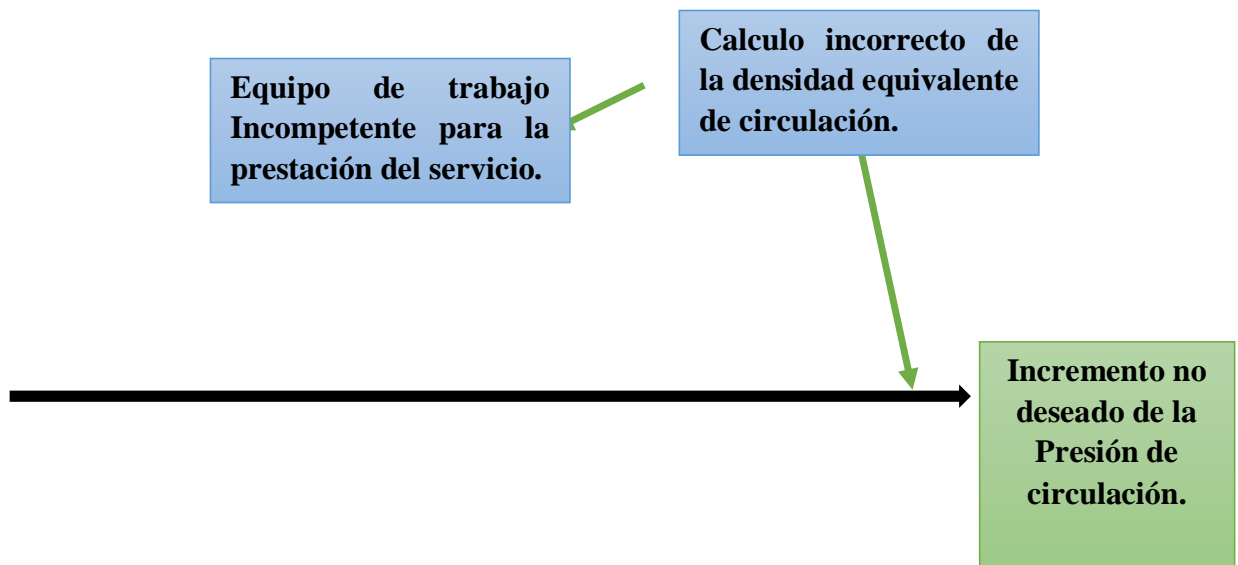 Equipo de trabajo
Incompetente para la
prestación del servicio.
Calculo incorrecto de
la densidad equivalente
de circulación.
Incremento no
deseado de la
Presión de
circulación.